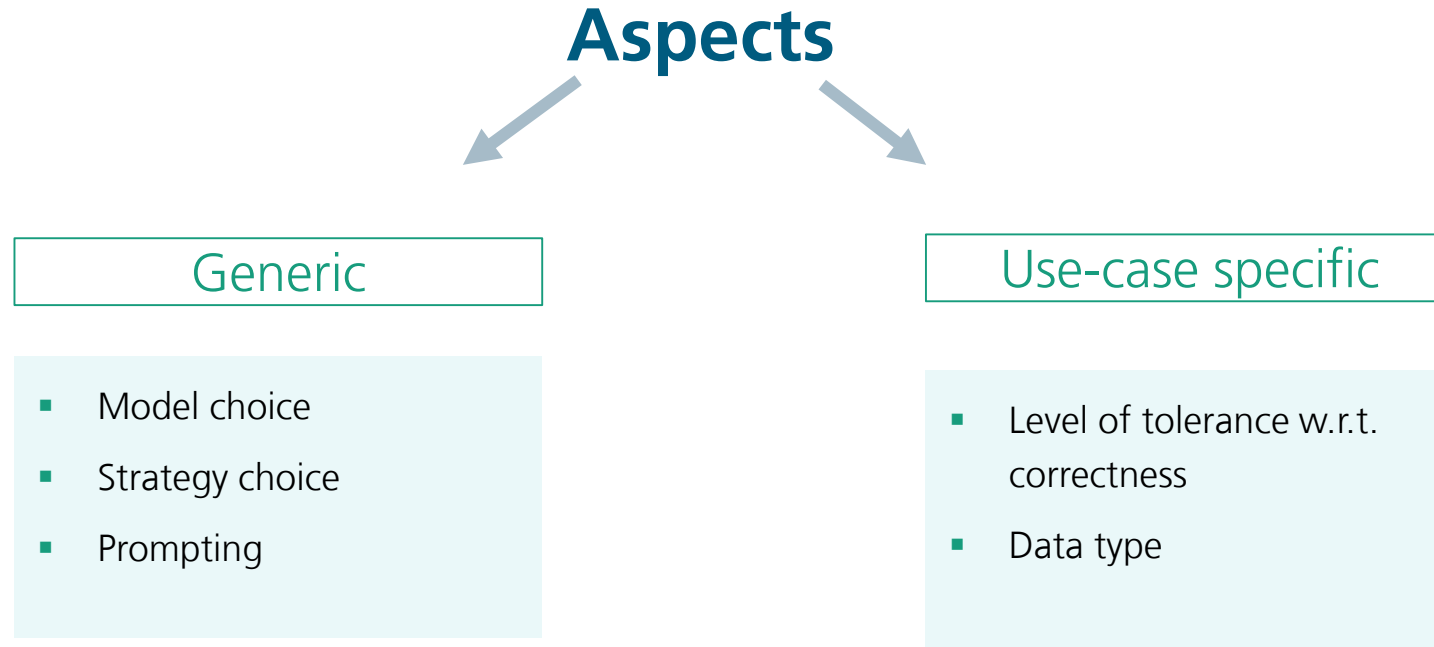 Aspects
Generic
▪ Model choice
▪ Strategy choice
▪ Prompting
Use-case specific
▪ Level of tolerance w.r.t.
correctness
▪ Data type